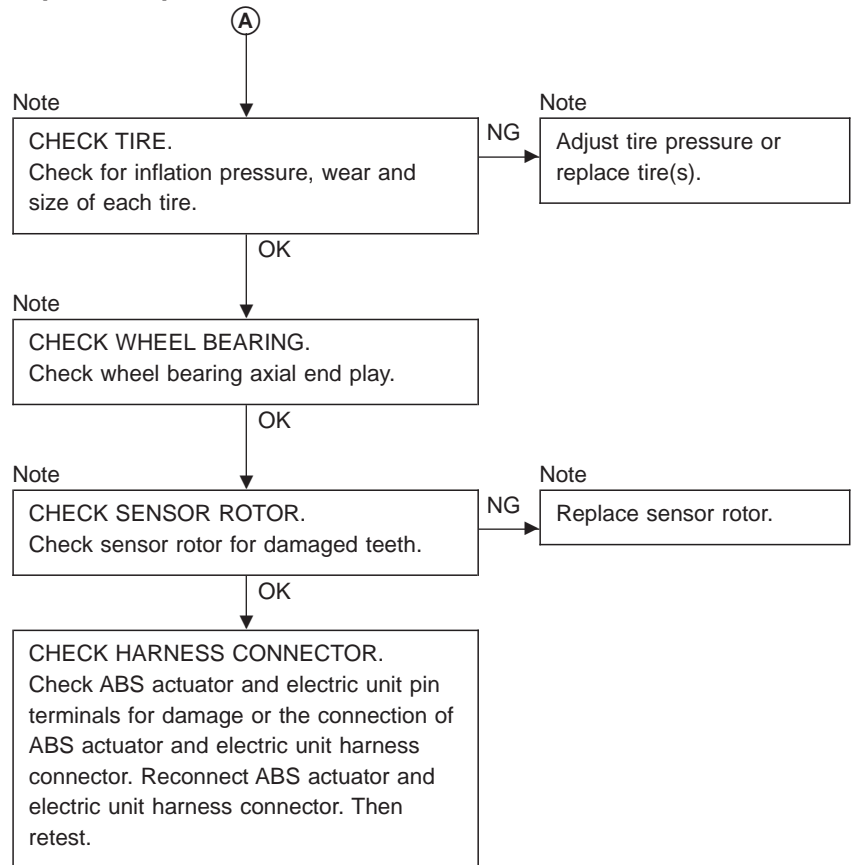 A
Note
CHECK TIRE.
Check for inflation pressure, wear and
size of each tire.
NG
Note
Adjust tire pressure or
replace tire(s).
OK
Note
CHECK WHEEL BEARING.
Check wheel bearing axial end play.
OK
Note
CHECK SENSOR ROTOR.
Check sensor rotor for damaged teeth.
NG
Note
Replace sensor rotor.
OK
CHECK HARNESS CONNECTOR.
Check ABS actuator and electric unit pin
terminals for damage or the connection of
ABS actuator and electric unit harness
connector. Reconnect ABS actuator and
electric unit harness connector. Then
retest.